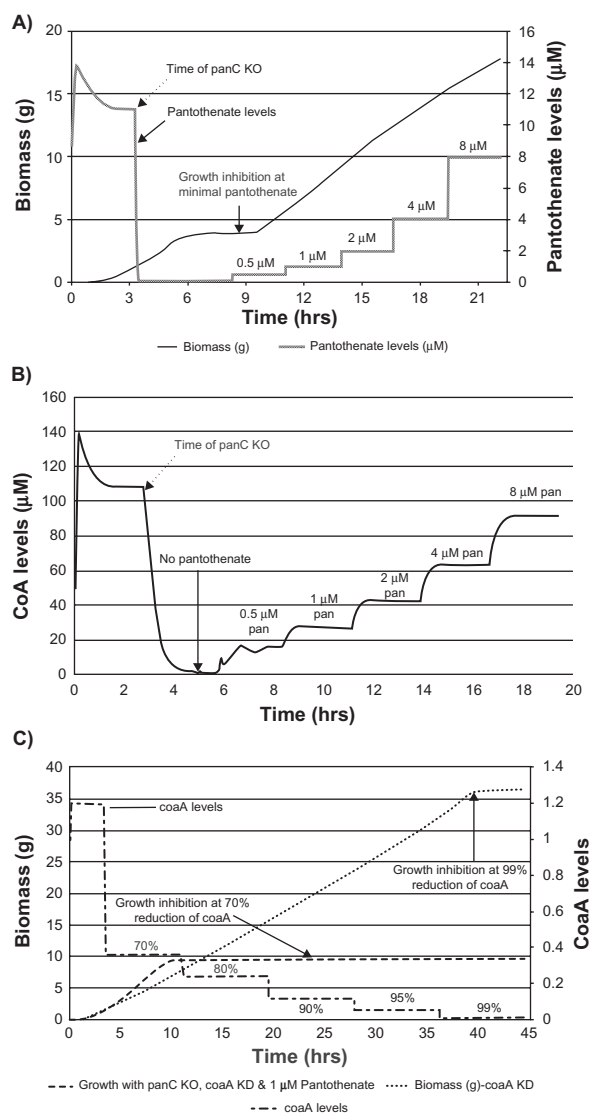 A)
20
15
10
5
0
Biomass (g)
16
14
12
10
8
6
4
2
0
Pantothenate levels (μM)
Time of panC KO
Pantothenate levels
Growth inhibition at
minimal pantothenate
0.5 μM
1 μM
2 μM
4 μM
8 μM
0 3 6 9 12 15 18 21
Time (hrs)
Biomass (g) Pantothenate levels (μM)
B)
160
140
120
100
80
60
40
20
0
CoA levels (μM)
Time of panC KO
No pantothenate
0.5 μM
pan
1 μM
pan
2 μM
pan
4 μM pan
8 μM pan
0 2 4 6 8 10 12 14 16 18 20
Time (hrs)
C)
40
35
30
25
20
15
10
5
0
Biomass (g)
1.4
1.2
1
0.8
0.6
0.4
0.2
0
CoaA levels
coaA levels
Growth inhibition at 99%
reduction of coaA
Growth inhibition at 70%
reduction of coaA
70%
80%
90%
95%
99%
0 5 10 15 20 25 30 35 40 45
Time (hrs)
Growth with panC KO, coaA KD & 1 μM Pantothenate Biomass (g)-coaA KD
coaA levels